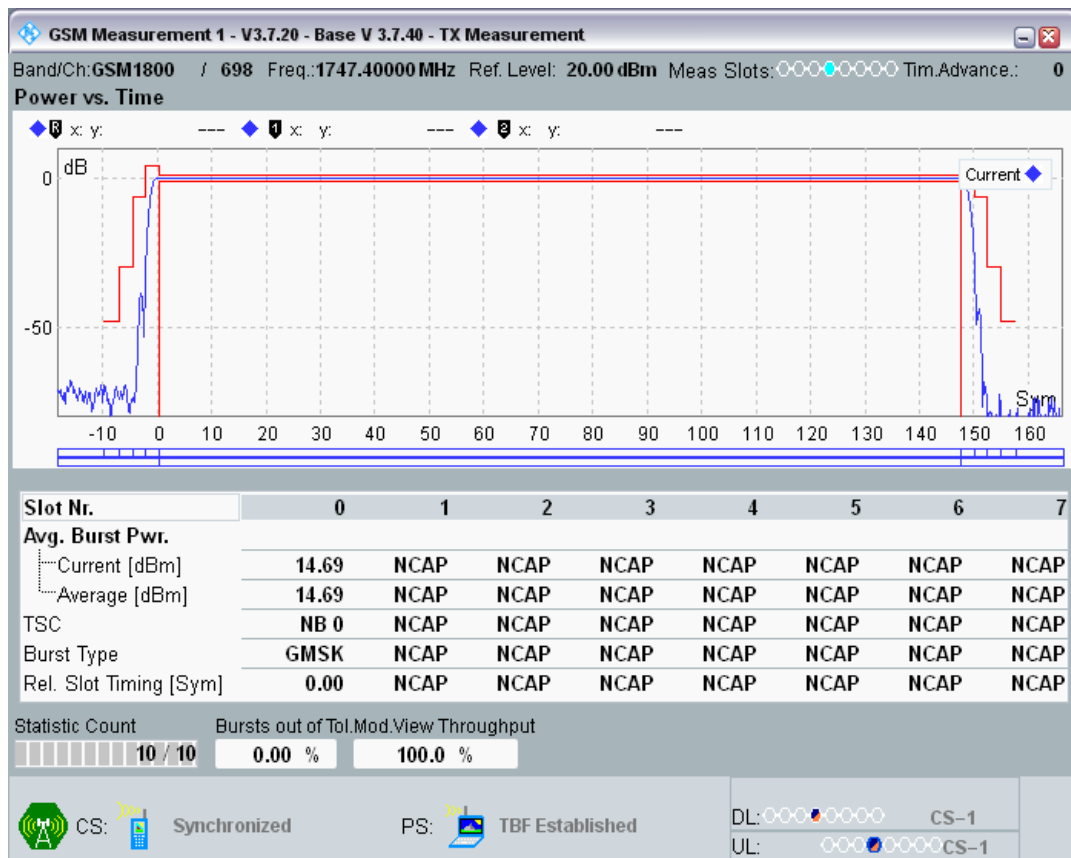 GSM Measurement 1 - V3.7.20 - Base V 3.7.40 - TX Measurement
Band/Ch:GSM1800 / 698 Freq.:1747.40000 MHz Ref. Level: 20.00 dBm Meas Slots: Tim.Advance.: 0
Power vs. Time
R x: y: --- 1 x: y: --- 2 x: y: ---
dB
0
Current
-50
Sym
-10 0 10 20 30 40 50 60 70 80 90 100 110 120 130 140 150 160
Slot Nr. 0 1 2 3 4 5 6 7
Avg. Burst Pwr.
Current [dBm] 14.69 NCAP NCAP NCAP NCAP NCAP NCAP NCAP
Average [dBm] 14.69 NCAP NCAP NCAP NCAP NCAP NCAP NCAP
TSC NB 0 NCAP NCAP NCAP NCAP NCAP NCAP NCAP
Burst Type GMSK NCAP NCAP NCAP NCAP NCAP NCAP NCAP
Rel. Slot Timing [Sym] 0.00 NCAP NCAP NCAP NCAP NCAP NCAP NCAP
Statistic Count Bursts out of Tol.Mod.View Throughput
10 / 10 0.00 % 100.0 %
CS: Synchronized PS: TBF Established
DL: CS-1
UL: CS-1